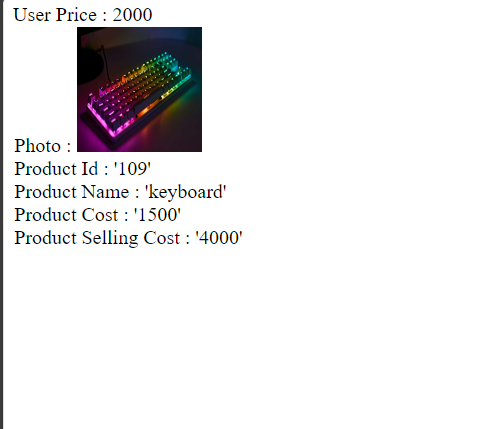 User Price : 2000
Photo :
Product Id : '109'
Product Name : 'keyboard'
Product Cost : '1500'
Product Selling Cost : '4000'